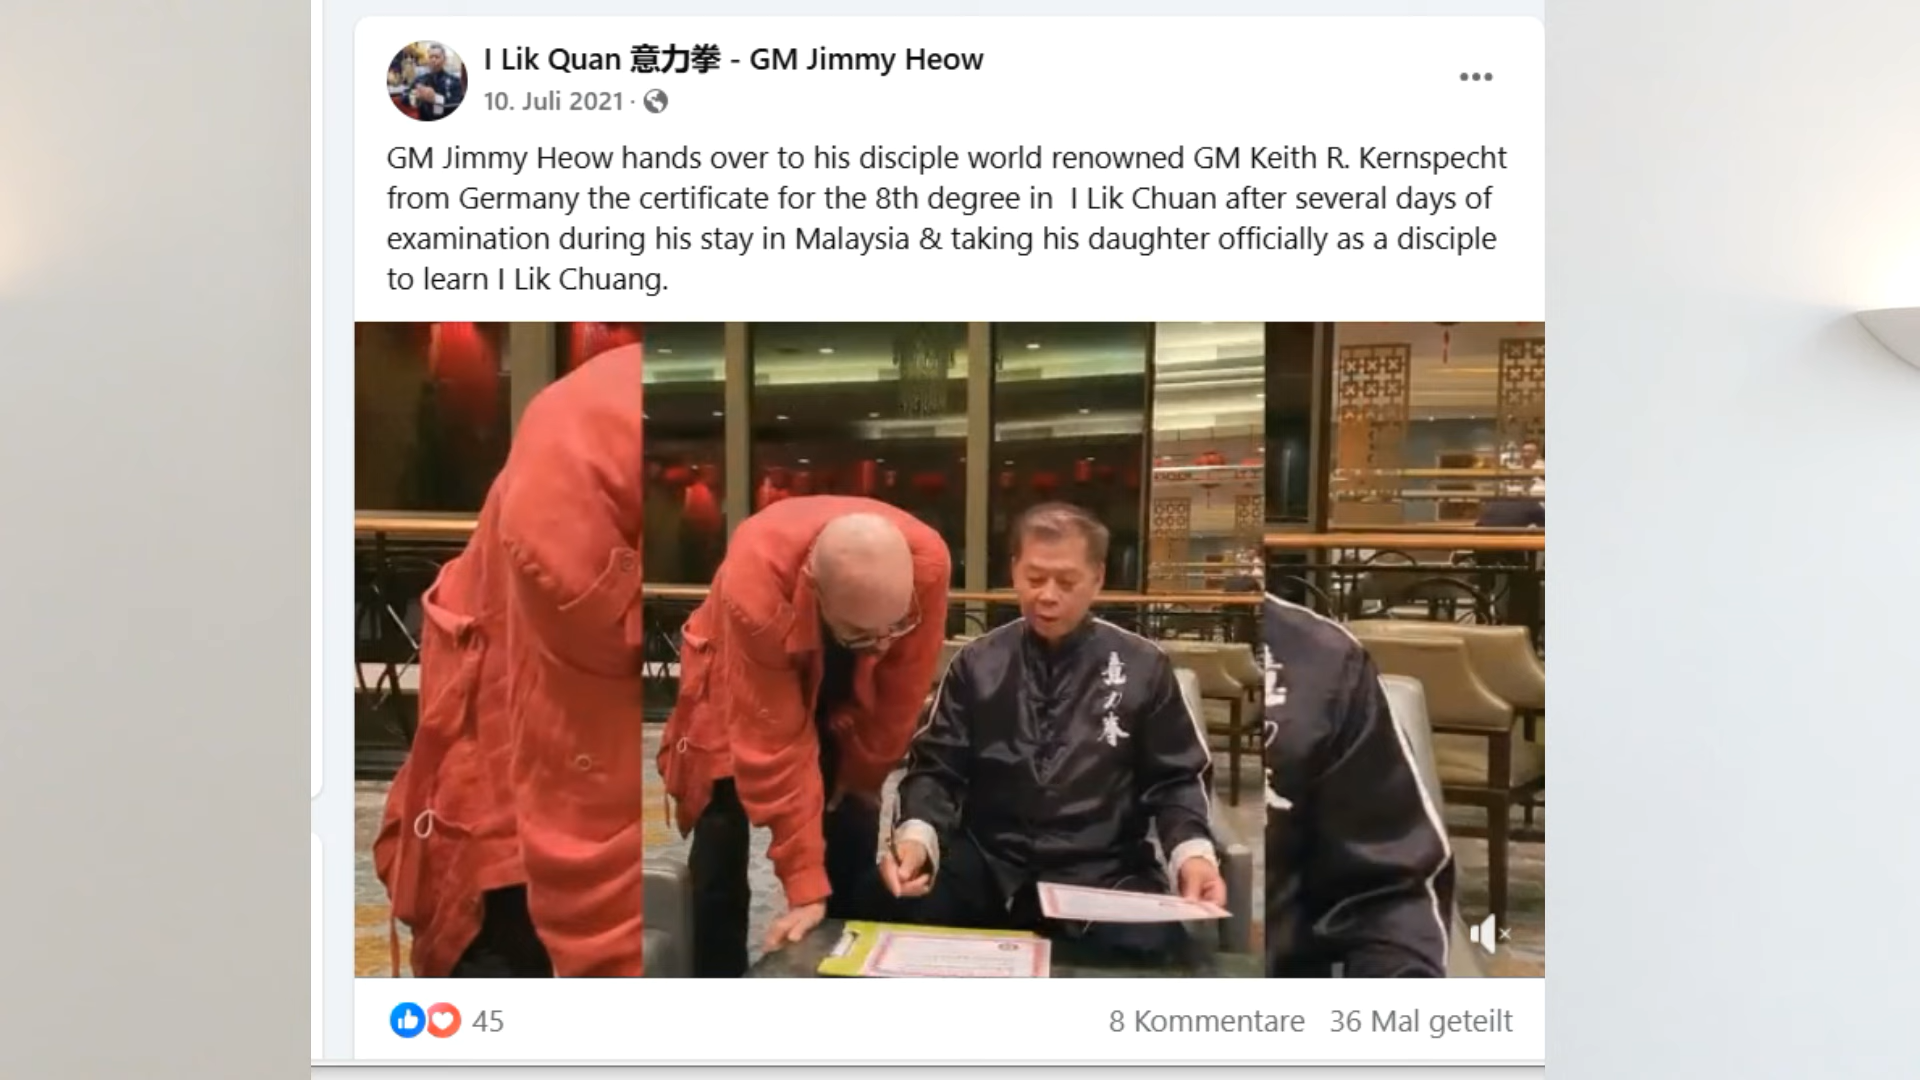 I Lik Quan 意力拳 - GM Jimmy Heow
10. Juli 2021 ·
GM Jimmy Heow hands over to his disciple world renowned GM Keith R. Kernspecht
from Germany the certificate for the 8th degree in I Lik Chuan after several days of
examination during his stay in Malaysia & taking his daughter officially as a disciple
to learn I Lik Chuang.
意力拳
45
8 Kommentare 36 Mal geteilt